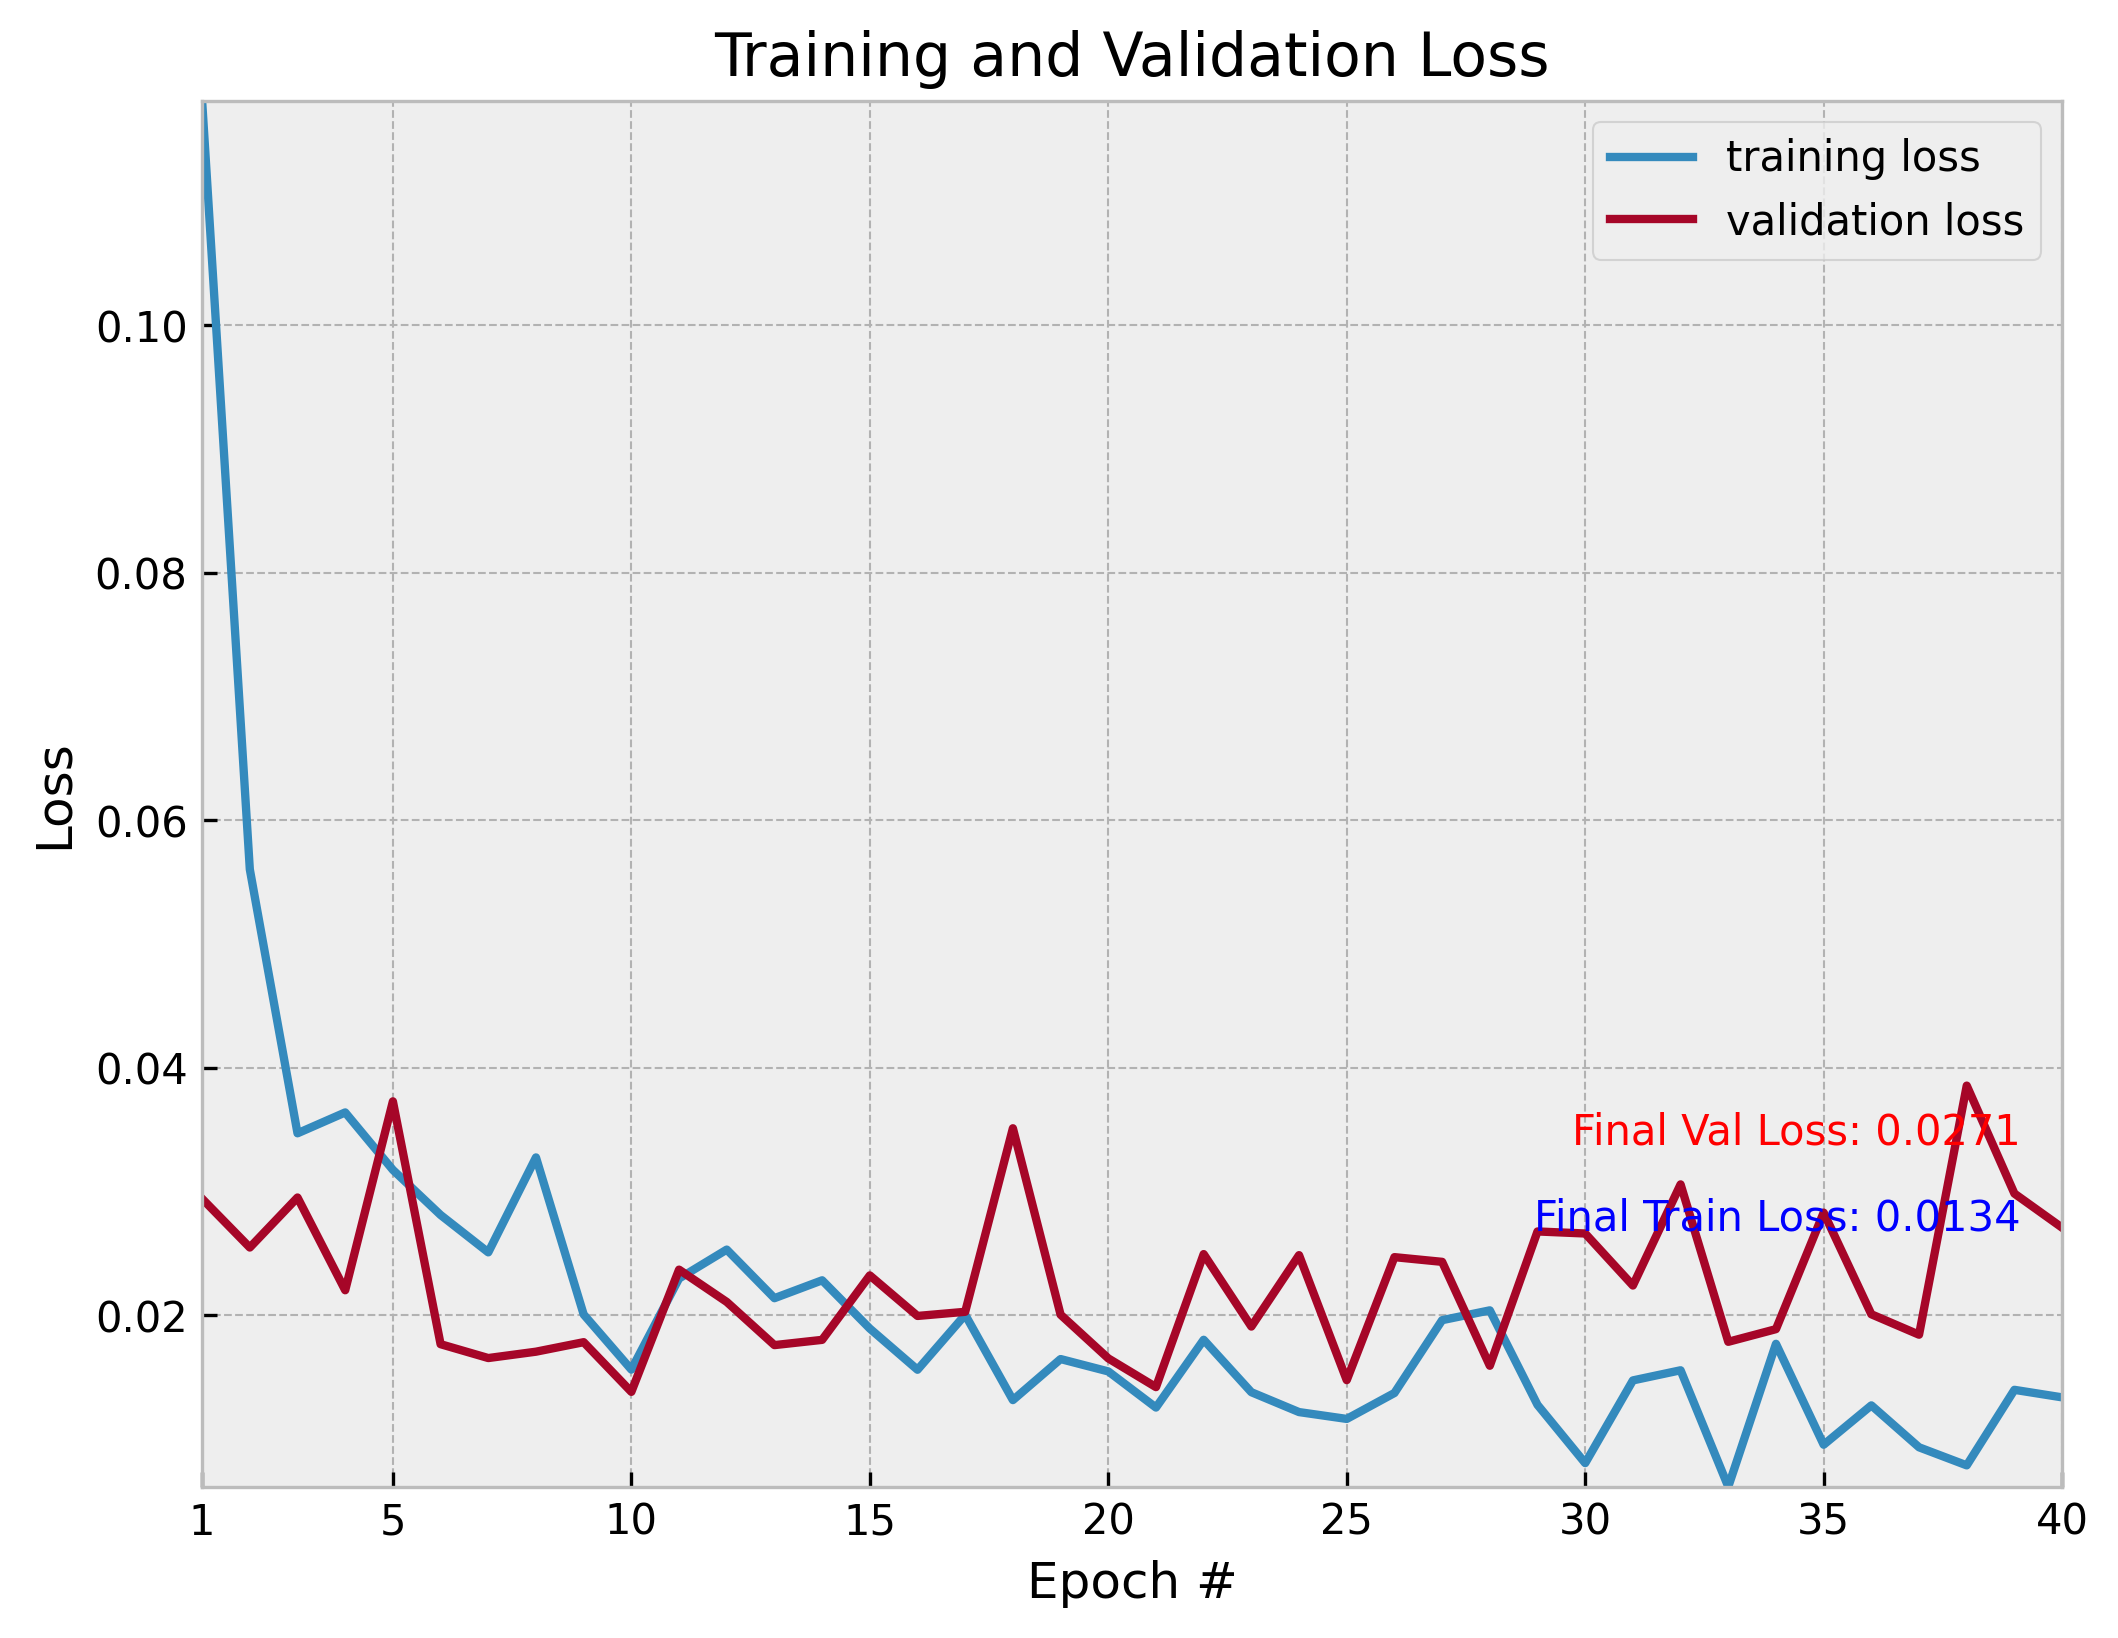 Training and Validation Loss
training loss
validation loss
0.10
0.08
0.06
0.04
0.02
Loss
Final Val Loss: 0.0271
Final Train Loss: 0.0134
1 5 10 15 20 25 30 35 40
Epoch #